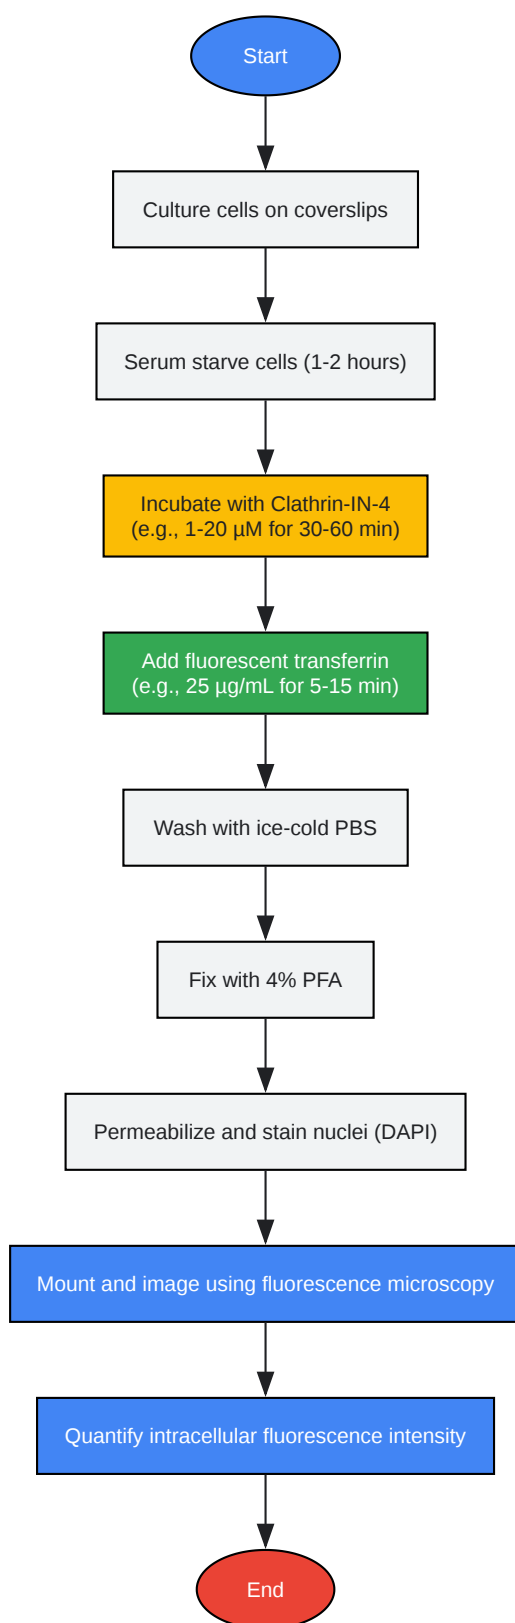 Start
Culture cells on coverslips
Serum starve cells (1-2 hours)
Incubate with Clathrin-IN-4
(e.g., 1-20 µM for 30-60 min)
Add fluorescent transferrin
(e.g., 25 µg/mL for 5-15 min)
Wash with ice-cold PBS
Fix with 4% PFA
Permeabilize and stain nuclei (DAPI)
Mount and image using fluorescence microscopy
Quantify intracellular fluorescence intensity
End